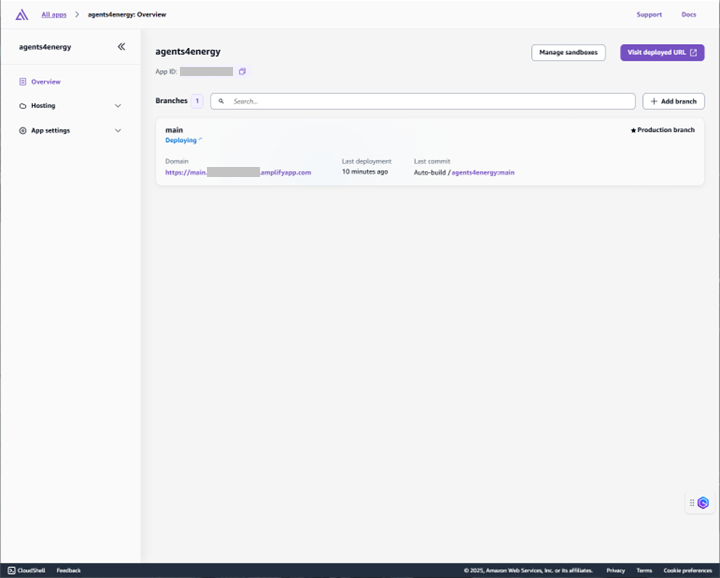 All apps > agents4energy: Overview Support Docs
agents4energy
Overview
Hosting
App settings
agents4energy
Manage sandboxes
Visit deployed URL
App ID:
Branches 1
Search...
+ Add branch
main
Production branch
Deploying
Domain Last deployment Last commit
https://main. .amplifyapp.com 10 minutes ago Auto-build / agents4energy:main
CloudShell Feedback © 2025, Amazon Web Services, Inc. or its affiliates. Privacy Terms Cookie preferences